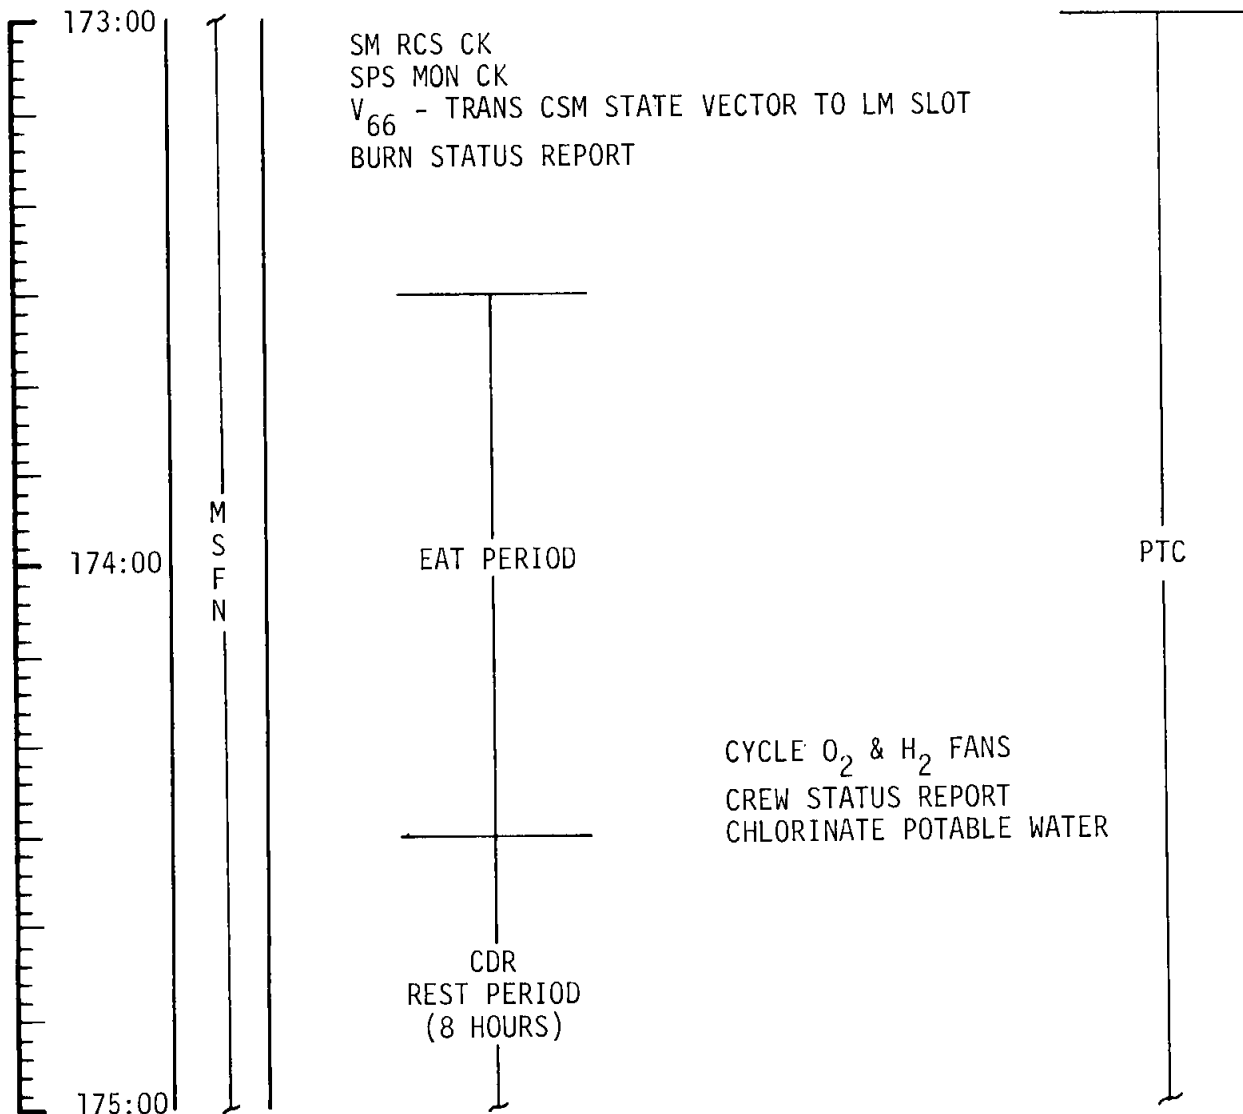 173:00
SM RCS CK
SPS MON CK
V66 - TRANS CSM STATE VECTOR TO LM SLOT
BURN STATUS REPORT
M
S
F
N
174:00
EAT PERIOD
PTC
CYCLE O2 & H2 FANS
CREW STATUS REPORT
CHLORINATE POTABLE WATER
CDR
REST PERIOD
(8 HOURS)
175:00